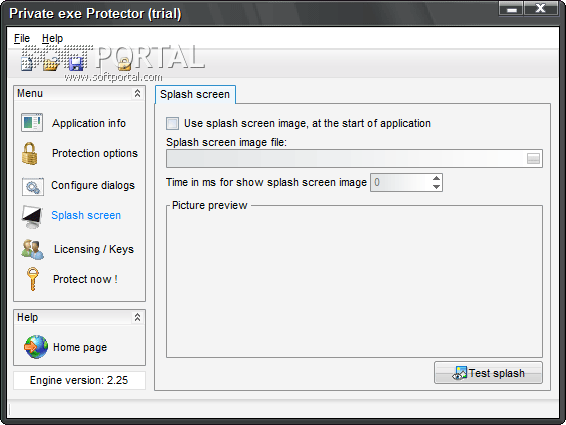 Private exe Protector (trial)
File Help
SOFTPORTAL
www.softportal.com
Menu
Application info
Protection options
Configure dialogs
Splash screen
Licensing / Keys
Protect now !
Help
Home page
Engine version: 2.25
Splash screen
Use splash screen image, at the start of application
Splash screen image file:
Time in ms for show splash screen image 0
Picture preview
Test splash